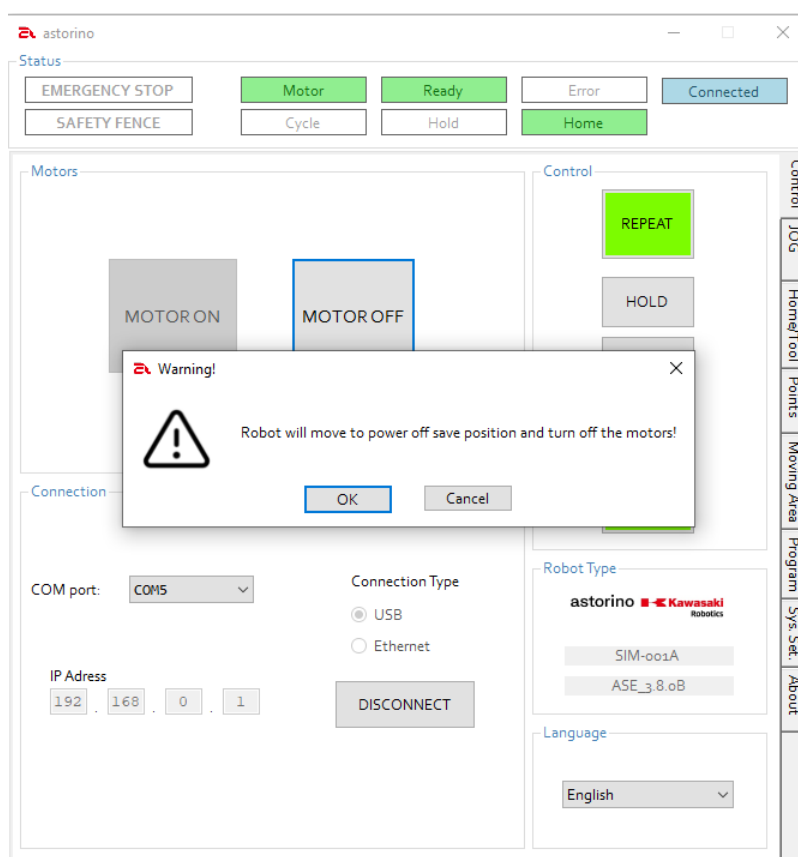 astorino
Status
EMERGENCY STOP
Motor
Ready
Error
Connected
SAFETY FENCE
Cycle
Hold
Home
Motors
MOTOR ON
MOTOR OFF
Control
REPEAT
HOLD
Warning!
Robot will move to power off save position and turn off the motors!
OK
Cancel
Connection
COM port:
COM5
Connection Type
USB
Ethernet
IP Adress
192 . 168 . 0 . 1
DISCONNECT
Robot Type
astorino Kawasaki
Robotics
SIM-001A
ASE_3.8.0B
Language
English
Control
JOG
Home/Tool
Points
Moving Area
Program
Sys. Set.
About